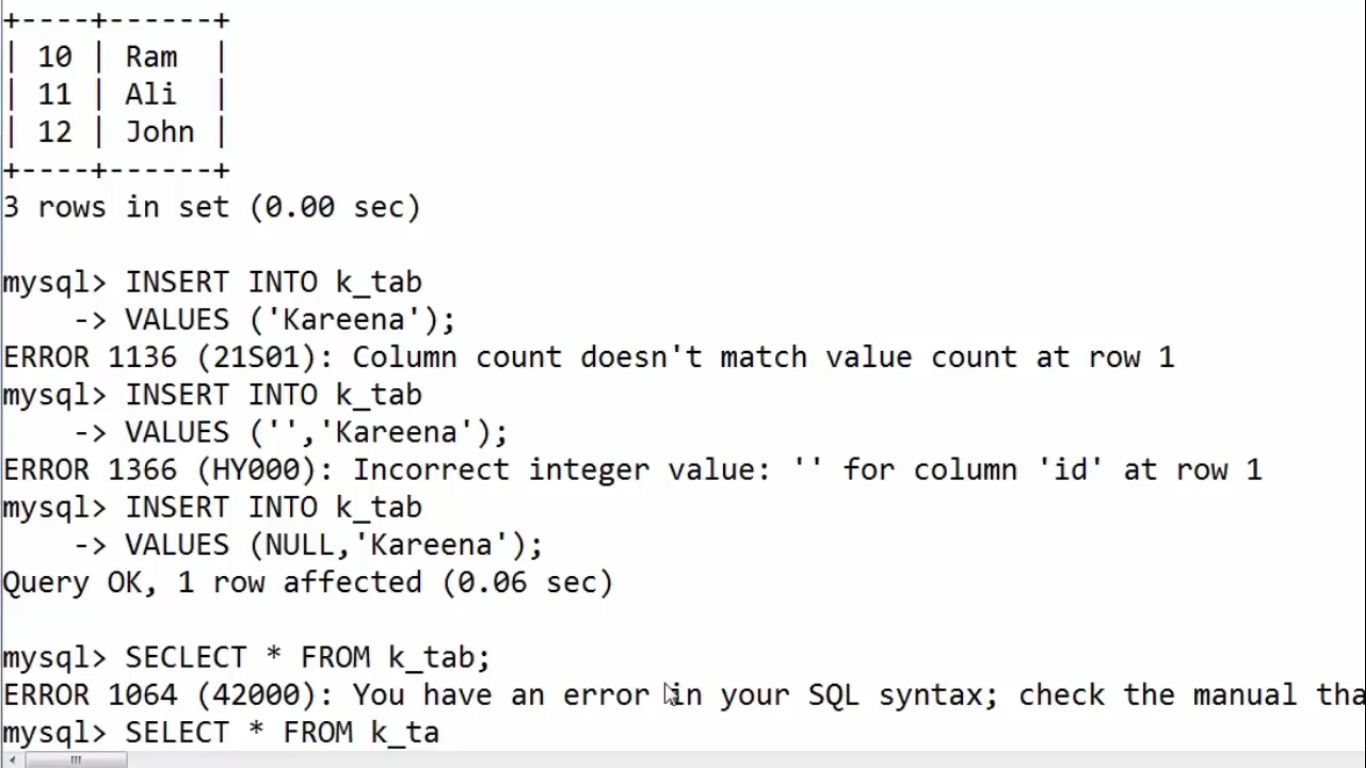 +----+------+
| 10 | Ram  |
| 11 | Ali  |
| 12 | John |
+----+------+
3 rows in set (0.00 sec)

mysql> INSERT INTO k_tab
    -> VALUES ('Kareena');
ERROR 1136 (21S01): Column count doesn't match value count at row 1
mysql> INSERT INTO k_tab
    -> VALUES ('','Kareena');
ERROR 1366 (HY000): Incorrect integer value: '' for column 'id' at row 1
mysql> INSERT INTO k_tab
    -> VALUES (NULL,'Kareena');
Query OK, 1 row affected (0.06 sec)

mysql> SECLECT * FROM k_tab;
ERROR 1064 (42000): You have an error in your SQL syntax; check the manual tha
mysql> SELECT * FROM k_ta